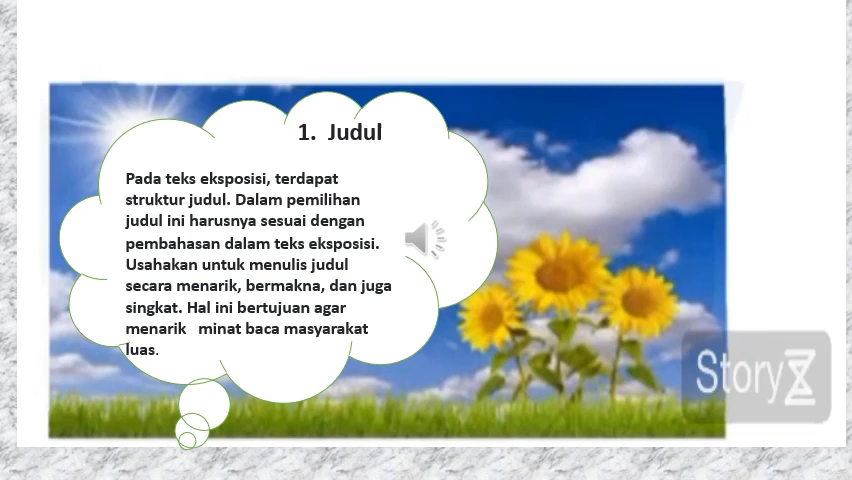 1. Judul
Pada teks eksposisi, terdapat
struktur judul. Dalam pemilihan
judul ini harusnya sesuai dengan
pembahasan dalam teks eksposisi.
Usahakan untuk menulis judul
secara menarik, bermakna, dan juga
singkat. Hal ini bertujuan agar
menarik minat baca masyarakat
luas.
Story